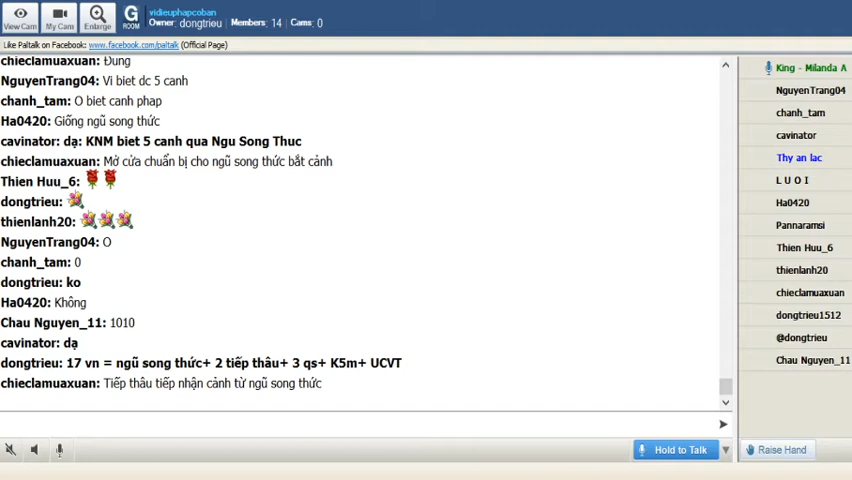 vidieuphapcoban
Owner: dongtrieu Members: 14 Cams: 0
View Cam My Cam Enlarge G ROOM
Like Paltalk on Facebook: www.facebook.com/paltalk (Official Page)
chieclamuaxuan: Đung
NguyenTrang04: Vi biet dc 5 canh
chanh_tam: O biet canh phap
Ha0420: Giống ngũ song thức
cavinator: dạ: KNM biet 5 canh qua Ngu Song Thuc
chieclamuaxuan: Mở cửa chuẩn bị cho ngũ song thức bắt cảnh
Thien Huu_6:
dongtrieu:
thienlanh20:
NguyenTrang04: O
chanh_tam: 0
dongtrieu: ko
Ha0420: Không
Chau Nguyen_11: 1010
cavinator: dạ
dongtrieu: 17 vn = ngũ song thức+ 2 tiếp thâu+ 3 qs+ K5m+ UCVT
chieclamuaxuan: Tiếp thâu tiếp nhận cảnh từ ngũ song thức
King - Milanda A
NguyenTrang04
chanh_tam
cavinator
Thy an lac
L U O I
Ha0420
Pannaramsi
Thien Huu_6
thienlanh20
chieclamuaxuan
dongtrieu1512
@dongtrieu
Chau Nguyen_11
Hold to Talk
Raise Hand